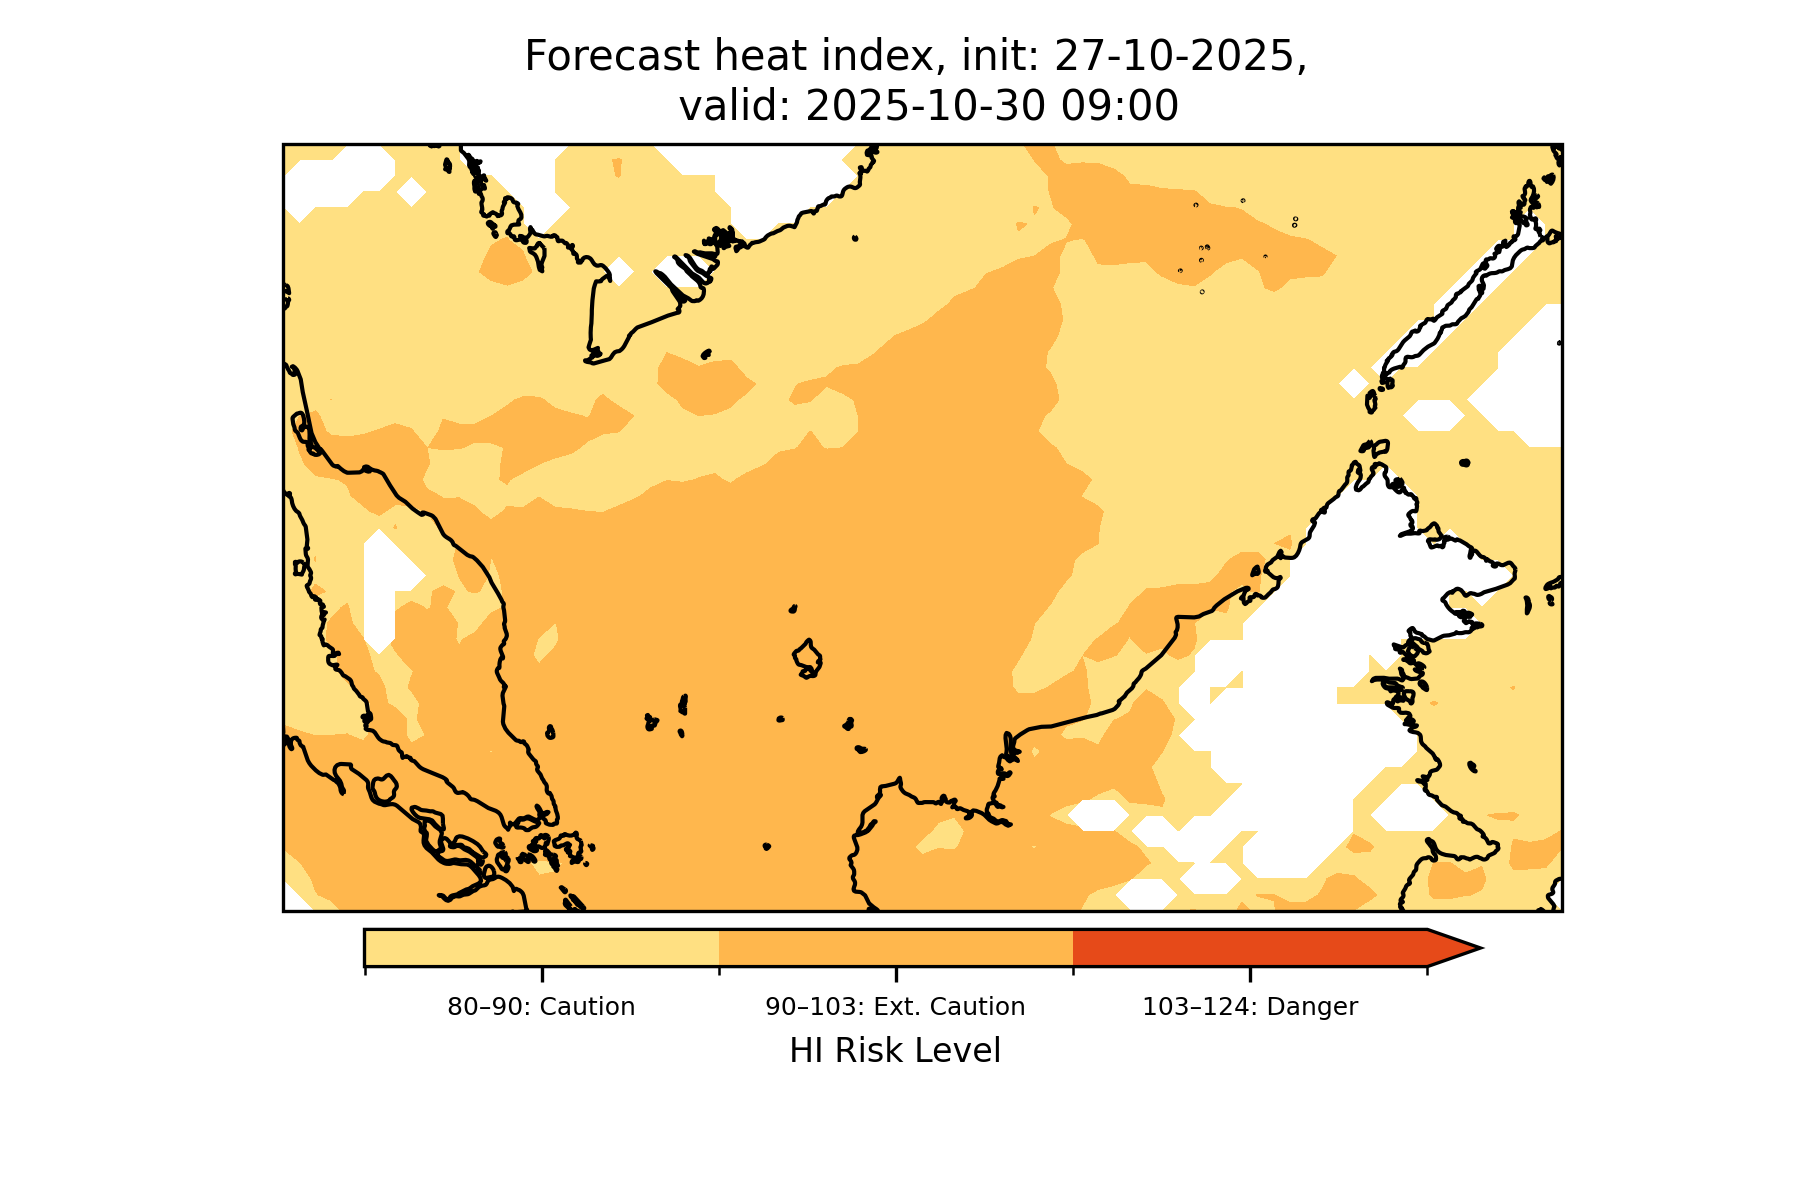 Forecast heat index, init: 27-10-2025,
valid: 2025-10-30 09:00
80–90: Caution
90–103: Ext. Caution
103–124: Danger
HI Risk Level